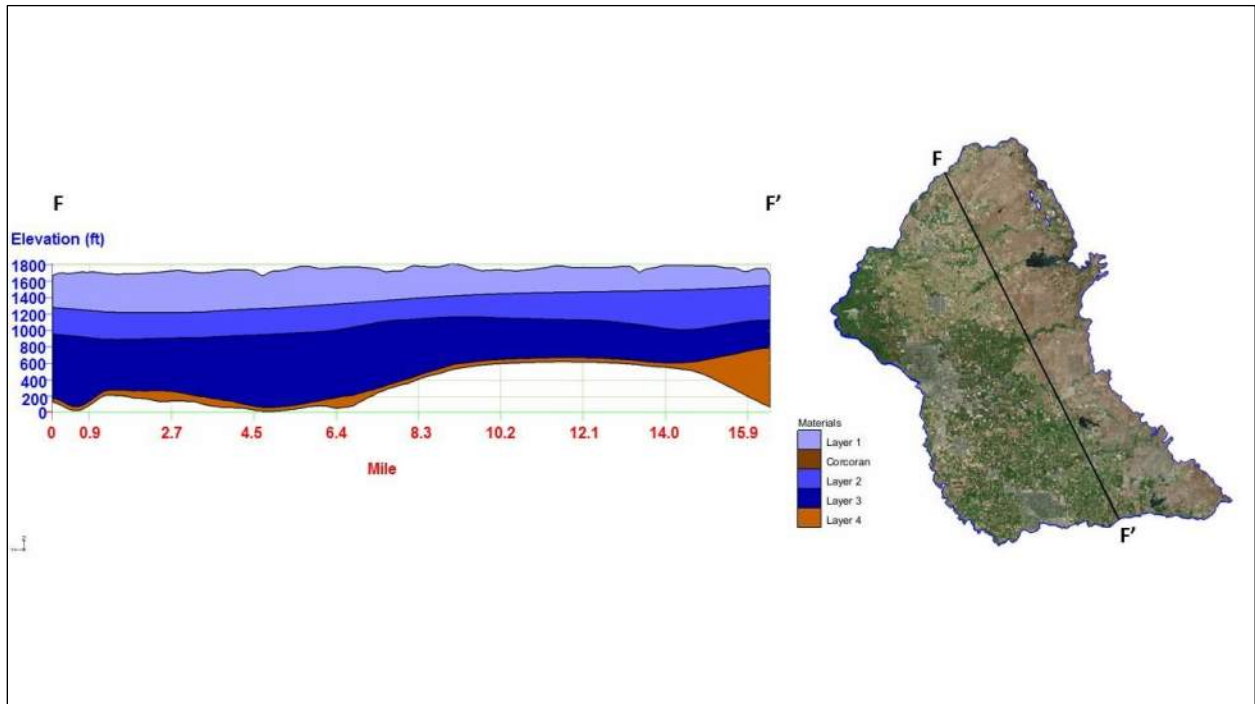 F
F'
Elevation (ft)
1800
1600
1400
1200
1000
800
600
400
200
0
0 0.9 2.7 4.5 6.4 8.3 10.2 12.1 14.0 15.9
Mile
Materials
Layer 1
Corcoran
Layer 2
Layer 3
Layer 4
F
F'